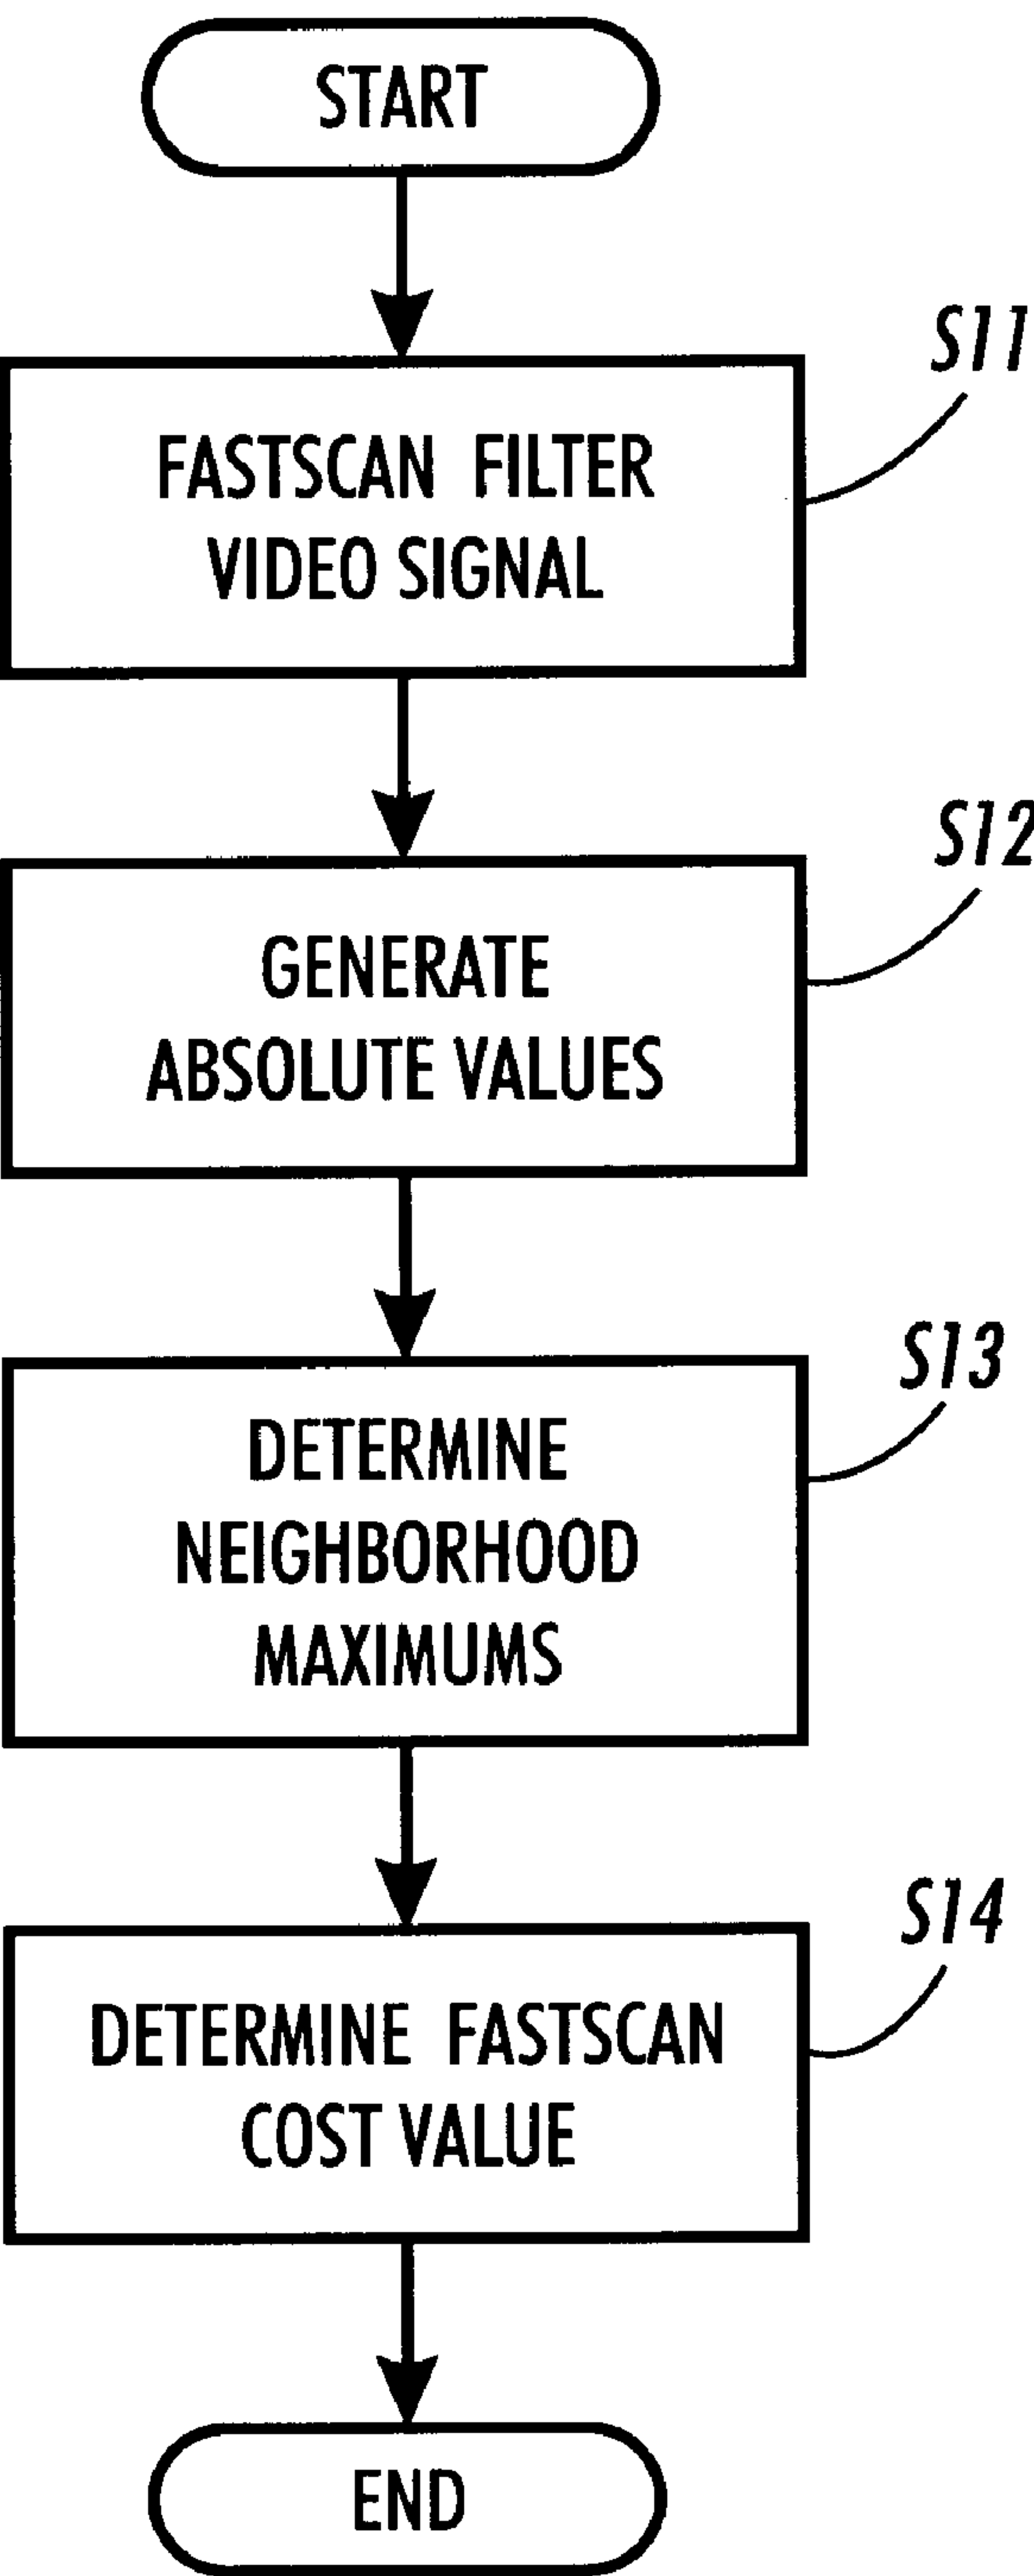 START
S11
FASTSCAN FILTER
VIDEO SIGNAL
S12
GENERATE
ABSOLUTE VALUES
S13
DETERMINE
NEIGHBORHOOD
MAXIMUMS
S14
DETERMINE FASTSCAN
COST VALUE
END